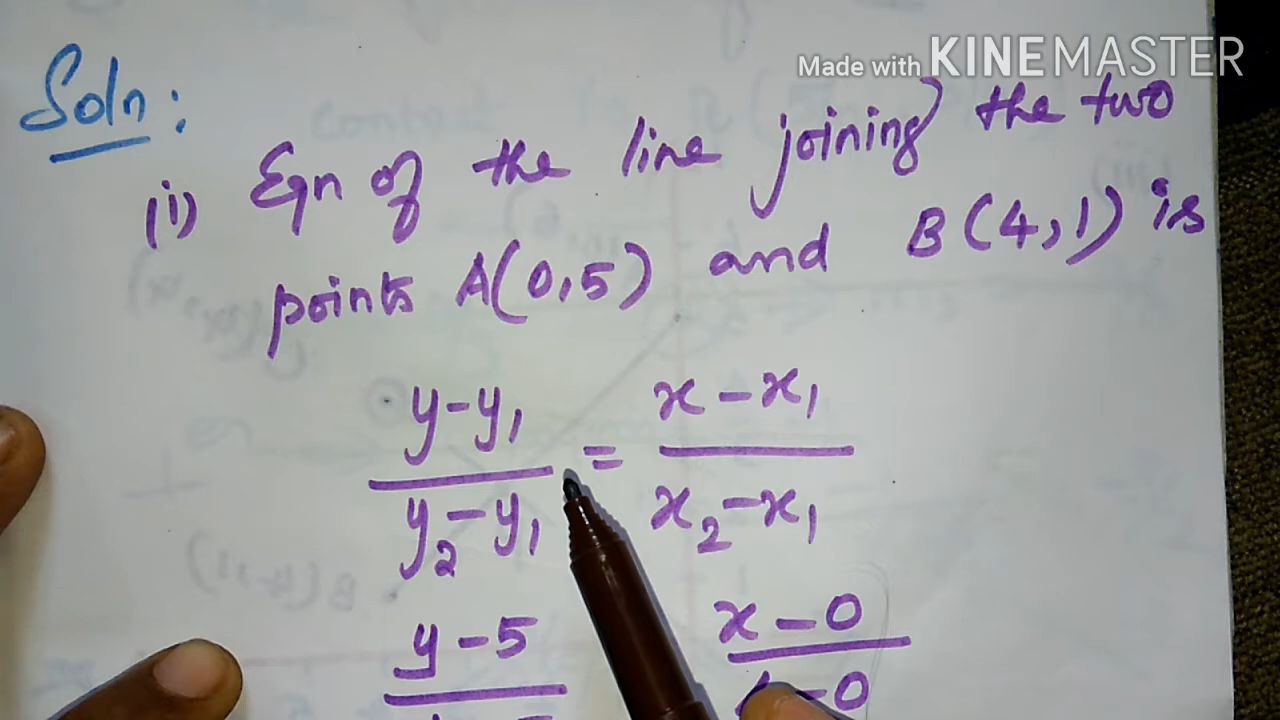 Made with KINEMASTER
Soln:
(i) Eqn of the line joining the two
points A(0,5) and B(4,1) is
y-y1 / y2-y1 = x-x1 / x2-x1
y-5 x-0
-0